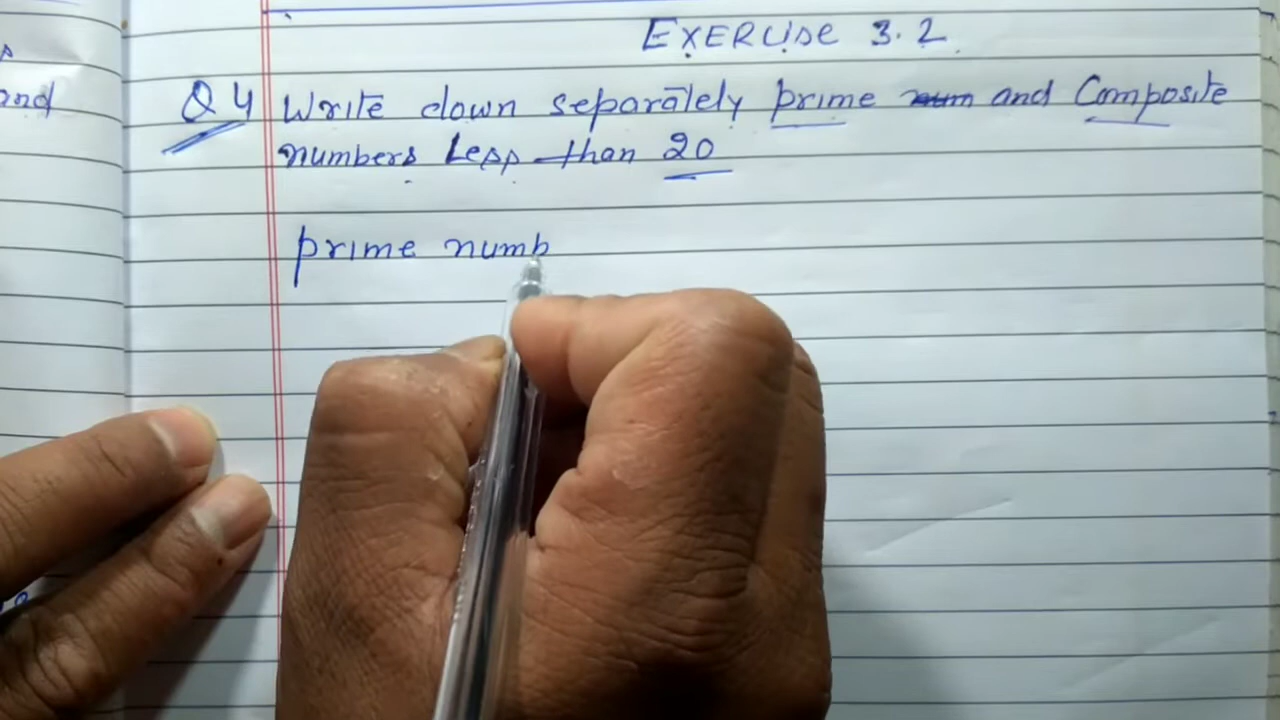 EXERCISE 3.2
Q4 Write down separately prime and Composite
numbers Less than 20
prime numb